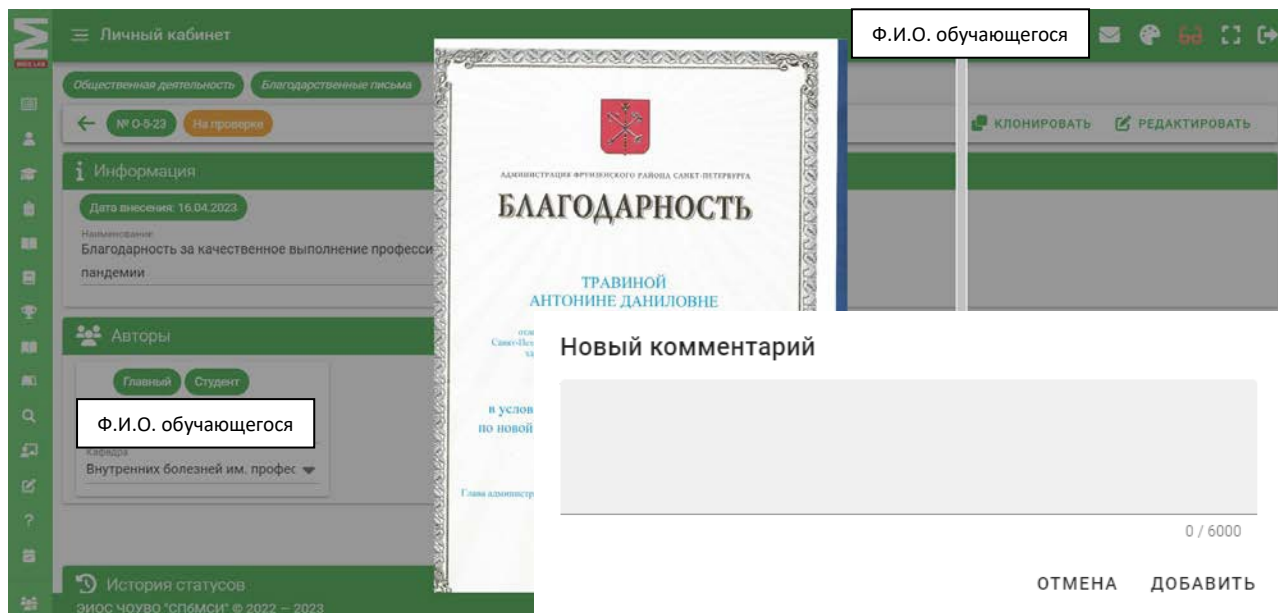 Личный кабинет
Ф.И.О. обучающегося
Общественная деятельность Благодарственные письма
№ О-5-23 На проверке
КЛОНИРОВАТЬ РЕДАКТИРОВАТЬ
Информация
Дата внесения: 16.04.2023
Наименование
Благодарность за качественное выполнение професси
пандемии
Авторы
Главный Студент
Ф.И.О. обучающегося
Кафедра
Внутренних болезней им. профес
История статусов
ЭИОС ЧОУВО "СПбМСИ" © 2022 — 2023
АДМИНИСТРАЦИЯ ФРУНЗЕНСКОГО РАЙОНА САНКТ-ПЕТЕРБУРГА
БЛАГОДАРНОСТЬ
ТРАВИНОЙ
АНТОНИНЕ ДАНИЛОВНЕ
в услов
по новой
Глава администр
Новый комментарий
0 / 6000
ОТМЕНА ДОБАВИТЬ